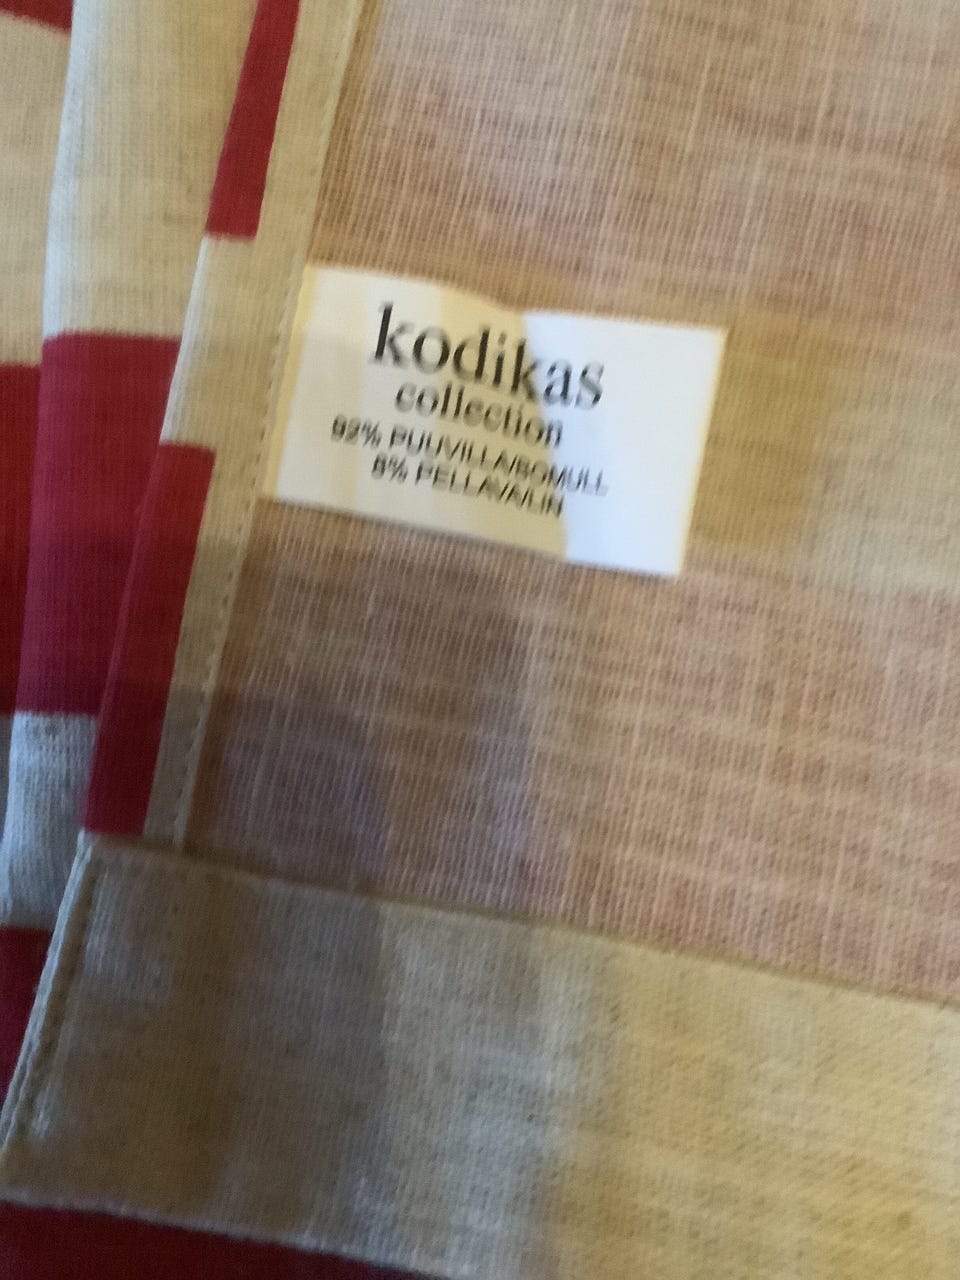 kodikas
collection
92% PUUVILLA/BOMULL
8% PELLAVA/LIN